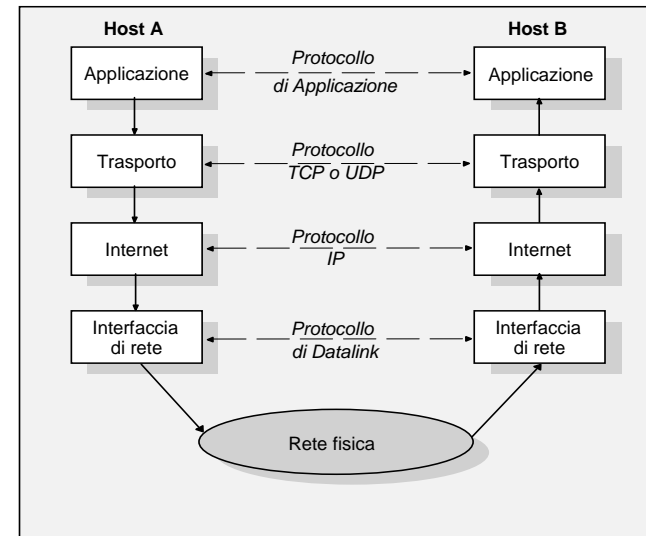 Host A
Host B
Applicazione
Protocollo
di Applicazione
Applicazione
Trasporto
Protocollo
TCP o UDP
Trasporto
Internet
Protocollo
IP
Internet
Interfaccia
di rete
Protocollo
di Datalink
Interfaccia
di rete
Rete fisica